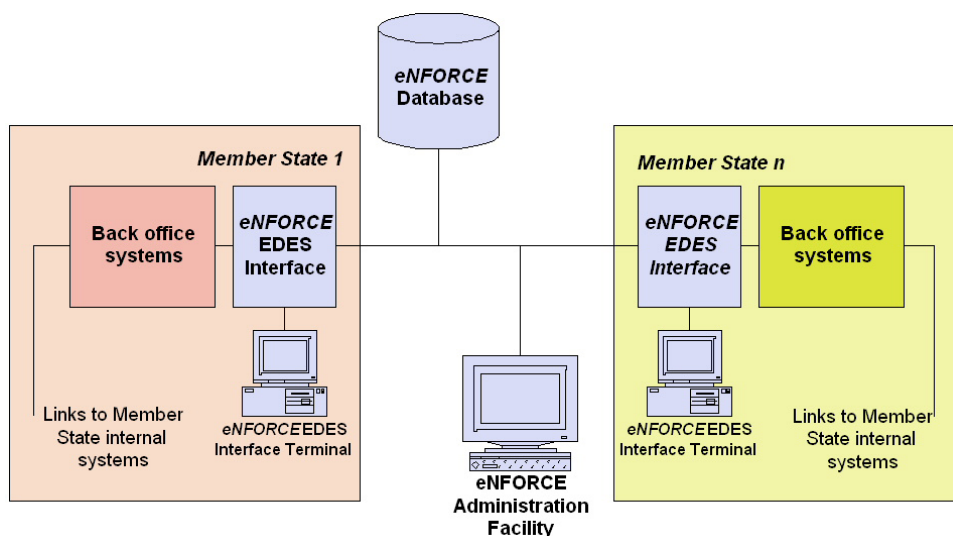 eNFORCE
Database
Member State 1
Back office
systems
eNFORCE
EDES
Interface
eNFORCEEDES
Interface Terminal
Links to Member
State internal
systems
eNFORCE
Administration
Facility
Member State n
eNFORCE
EDES
Interface
Back office
systems
eNFORCEEDES
Interface Terminal
Links to Member
State internal
systems